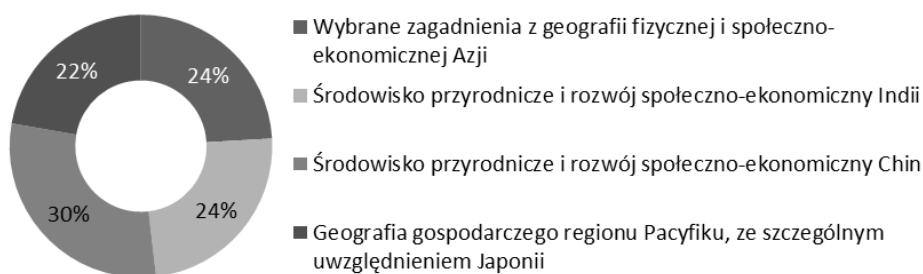 Wybrane zagadnienia z geografii fizycznej i społeczno-
ekonomicznej Azji
22%
24%
Środowisko przyrodnicze i rozwój społeczno-ekonomiczny Indii
Środowisko przyrodnicze i rozwój społeczno-ekonomiczny Chin
30%
24%
Geografia gospodarczego regionu Pacyfiku, ze szczególnym
uwzględnieniem Japonii